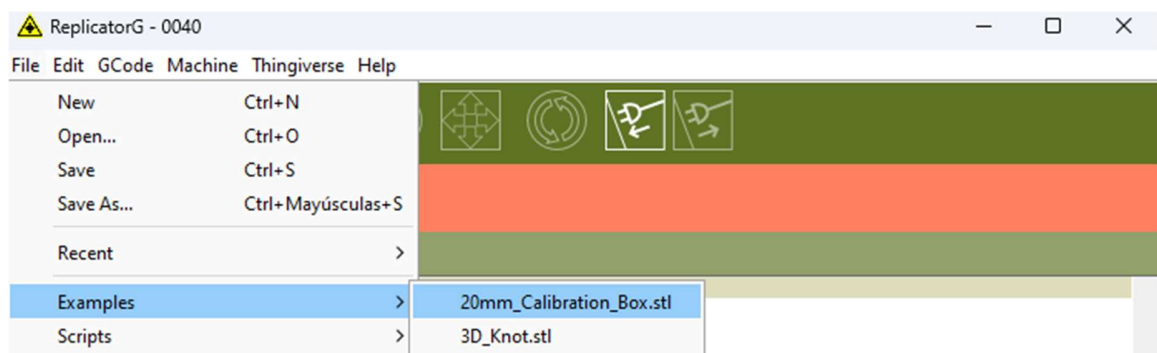 ReplicatorG - 0040
File Edit GCode Machine Thingiverse Help
New Ctrl+N
Open... Ctrl+O
Save Ctrl+S
Save As... Ctrl+Mayúsculas+S
Recent
Examples
20mm_Calibration_Box.stl
Scripts
3D_Knot.stl